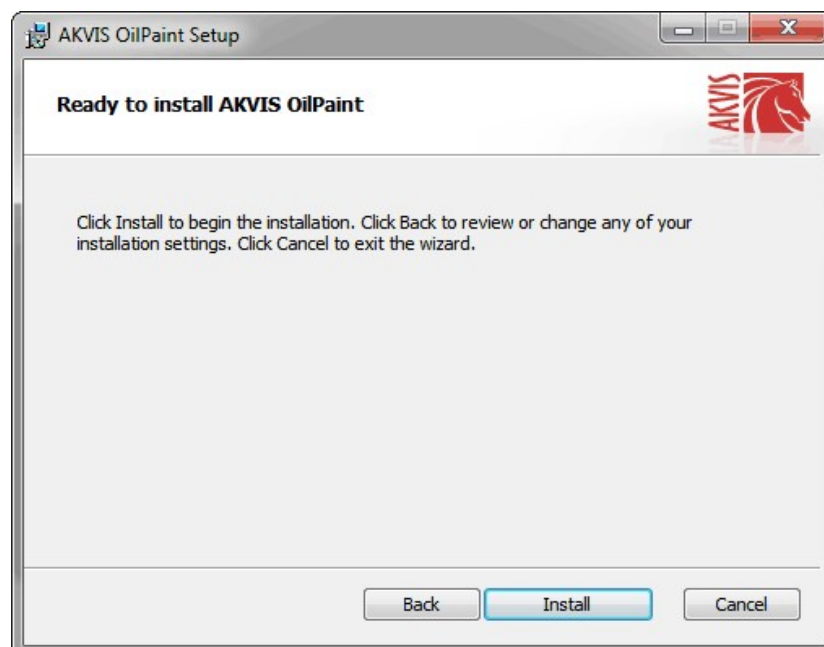 AKVIS OilPaint Setup
Ready to install AKVIS OilPaint
AKVIS
Click Install to begin the installation. Click Back to review or change any of your
installation settings. Click Cancel to exit the wizard.
Back Install Cancel